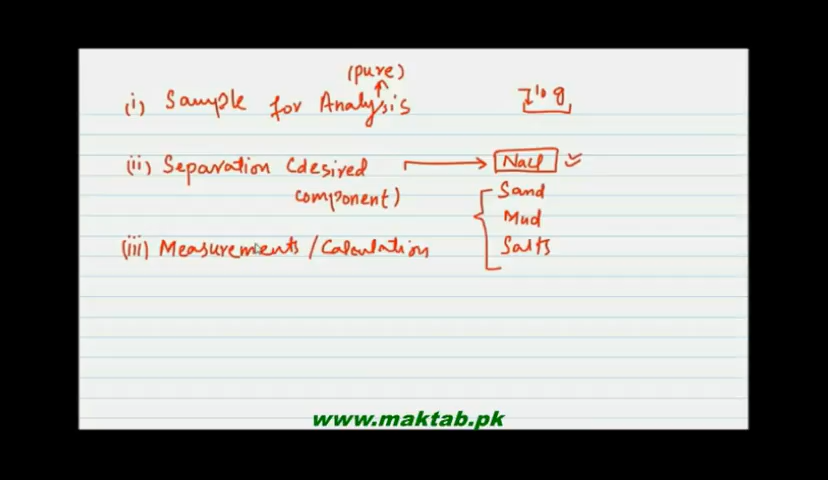 (pure)
(i) Sample for Analysis
(ii) Separation (desired component)
NaCl
Sand
Mud
Salts
(iii) Measurements / Calculation
www.maktab.pk